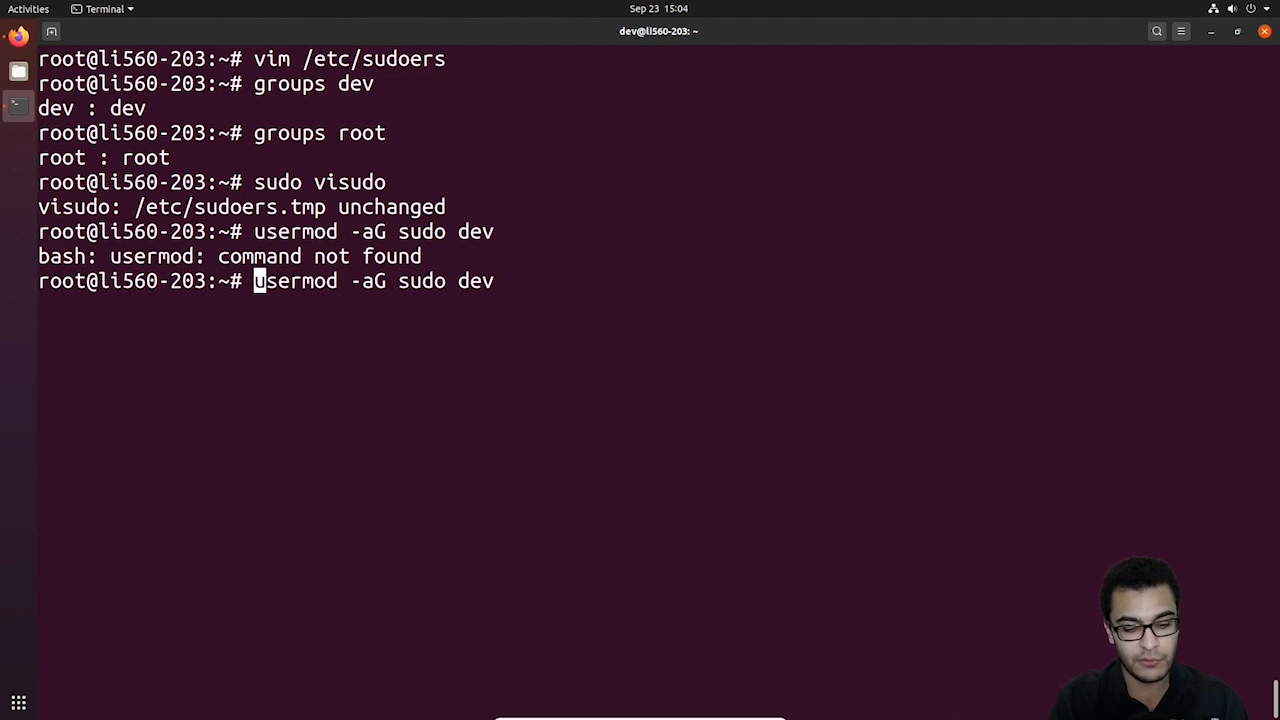 Activities
Terminal
Sep 23 15:04
dev@li560-203: ~
root@li560-203:~# vim /etc/sudoers
root@li560-203:~# groups dev
dev : dev
root@li560-203:~# groups root
root : root
root@li560-203:~# sudo visudo
visudo: /etc/sudoers.tmp unchanged
root@li560-203:~# usermod -aG sudo dev
bash: usermod: command not found
root@li560-203:~# usermod -aG sudo dev